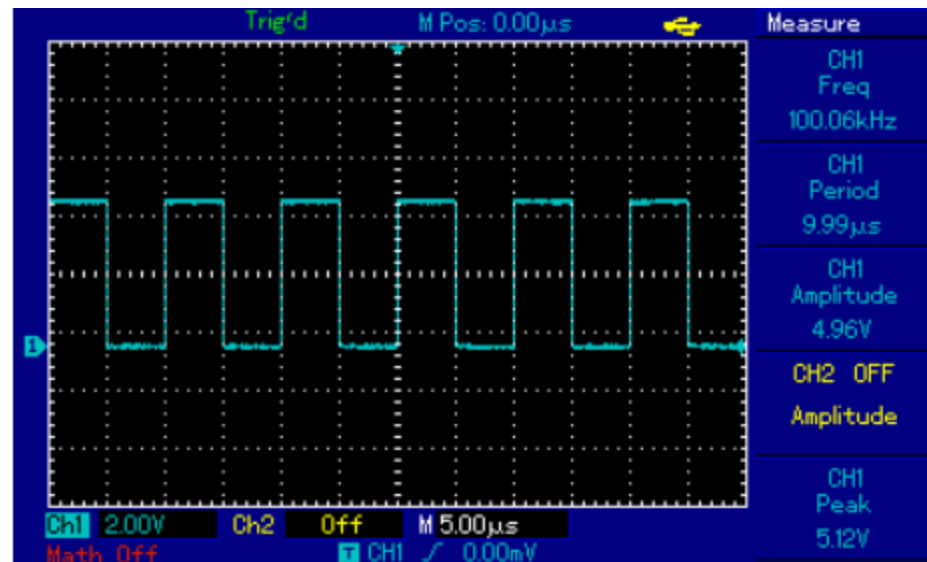 Trig'd M Pos: 0.00µs Measure
CH1
Freq
100.06kHz
CH1
Period
9.99µs
CH1
Amplitude
4.96V
1
CH2 OFF
Amplitude
CH1
Peak
5.12V
Ch1 2.00V Ch2 Off M 5.00µs
Math Off T CH1 0.00mV